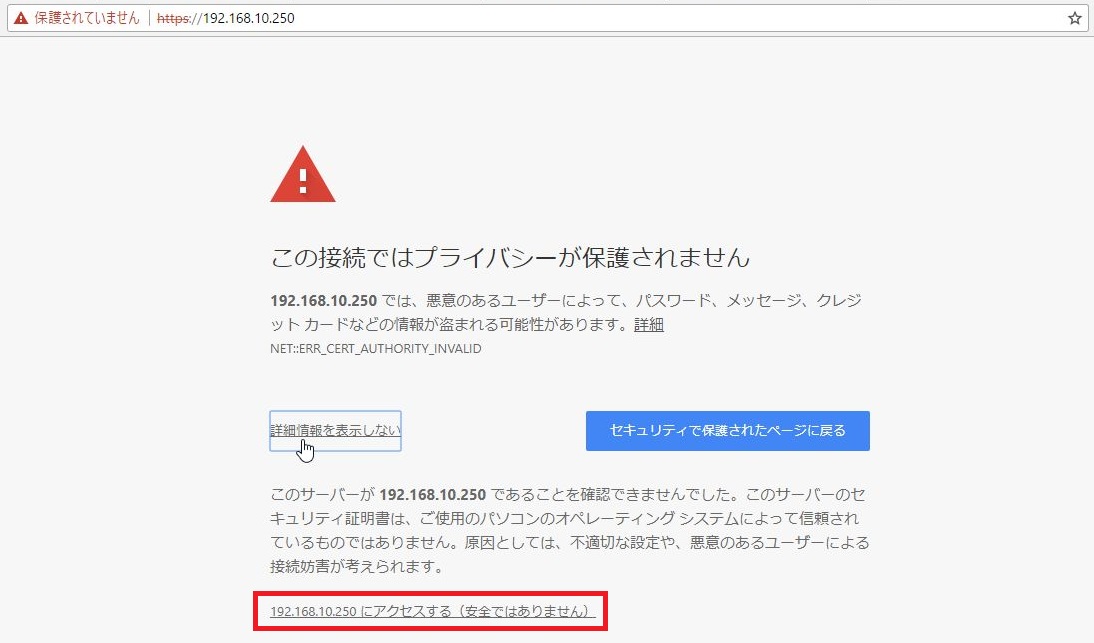 保護されていません | https://192.168.10.250
この接続ではプライバシーが保護されません
192.168.10.250 では、悪意のあるユーザーによって、パスワード、メッセージ、クレジ
ット カードなどの情報が盗まれる可能性があります。詳細
NET::ERR_CERT_AUTHORITY_INVALID
詳細情報を表示しない
セキュリティで保護されたページに戻る
このサーバーが 192.168.10.250 であることを確認できませんでした。このサーバーのセ
キュリティ証明書は、ご使用のパソコンのオペレーティング システムによって信頼され
ているものではありません。原因としては、不適切な設定や、悪意のあるユーザーによる
接続妨害が考えられます。
192.168.10.250 にアクセスする（安全ではありません）